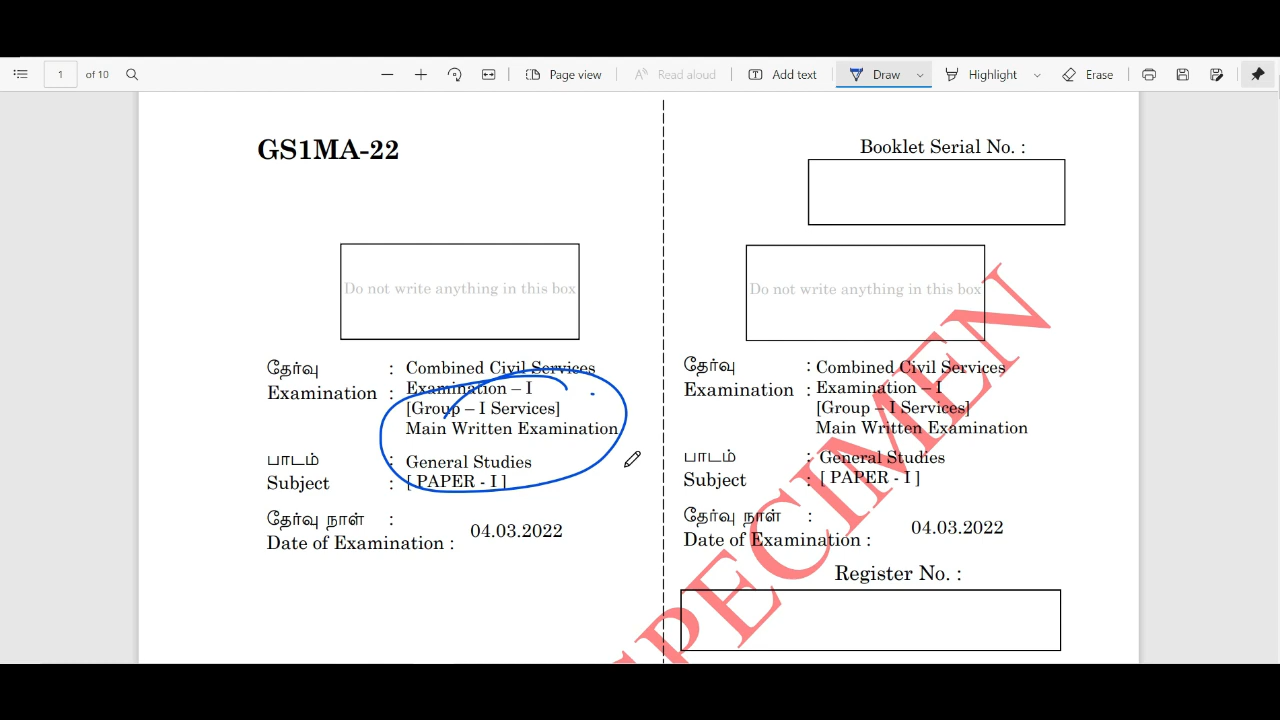 1 of 10 Page view Read aloud Add text Draw Highlight Erase
GS1MA-22
Booklet Serial No. :
Do not write anything in this box
Do not write anything in this box
தேர்வு
Examination :
: Combined Civil Services
Examination – I
[Group – I Services]
Main Written Examination
பாடம்
Subject
: General Studies
: [ PAPER - I ]
தேர்வு நாள் :
Date of Examination :
04.03.2022
தேர்வு
Examination :
: Combined Civil Services
Examination – I
[Group – I Services]
Main Written Examination
பாடம்
Subject
: General Studies
: [ PAPER - I ]
தேர்வு நாள் :
Date of Examination :
04.03.2022
Register No. :
SPECIMEN